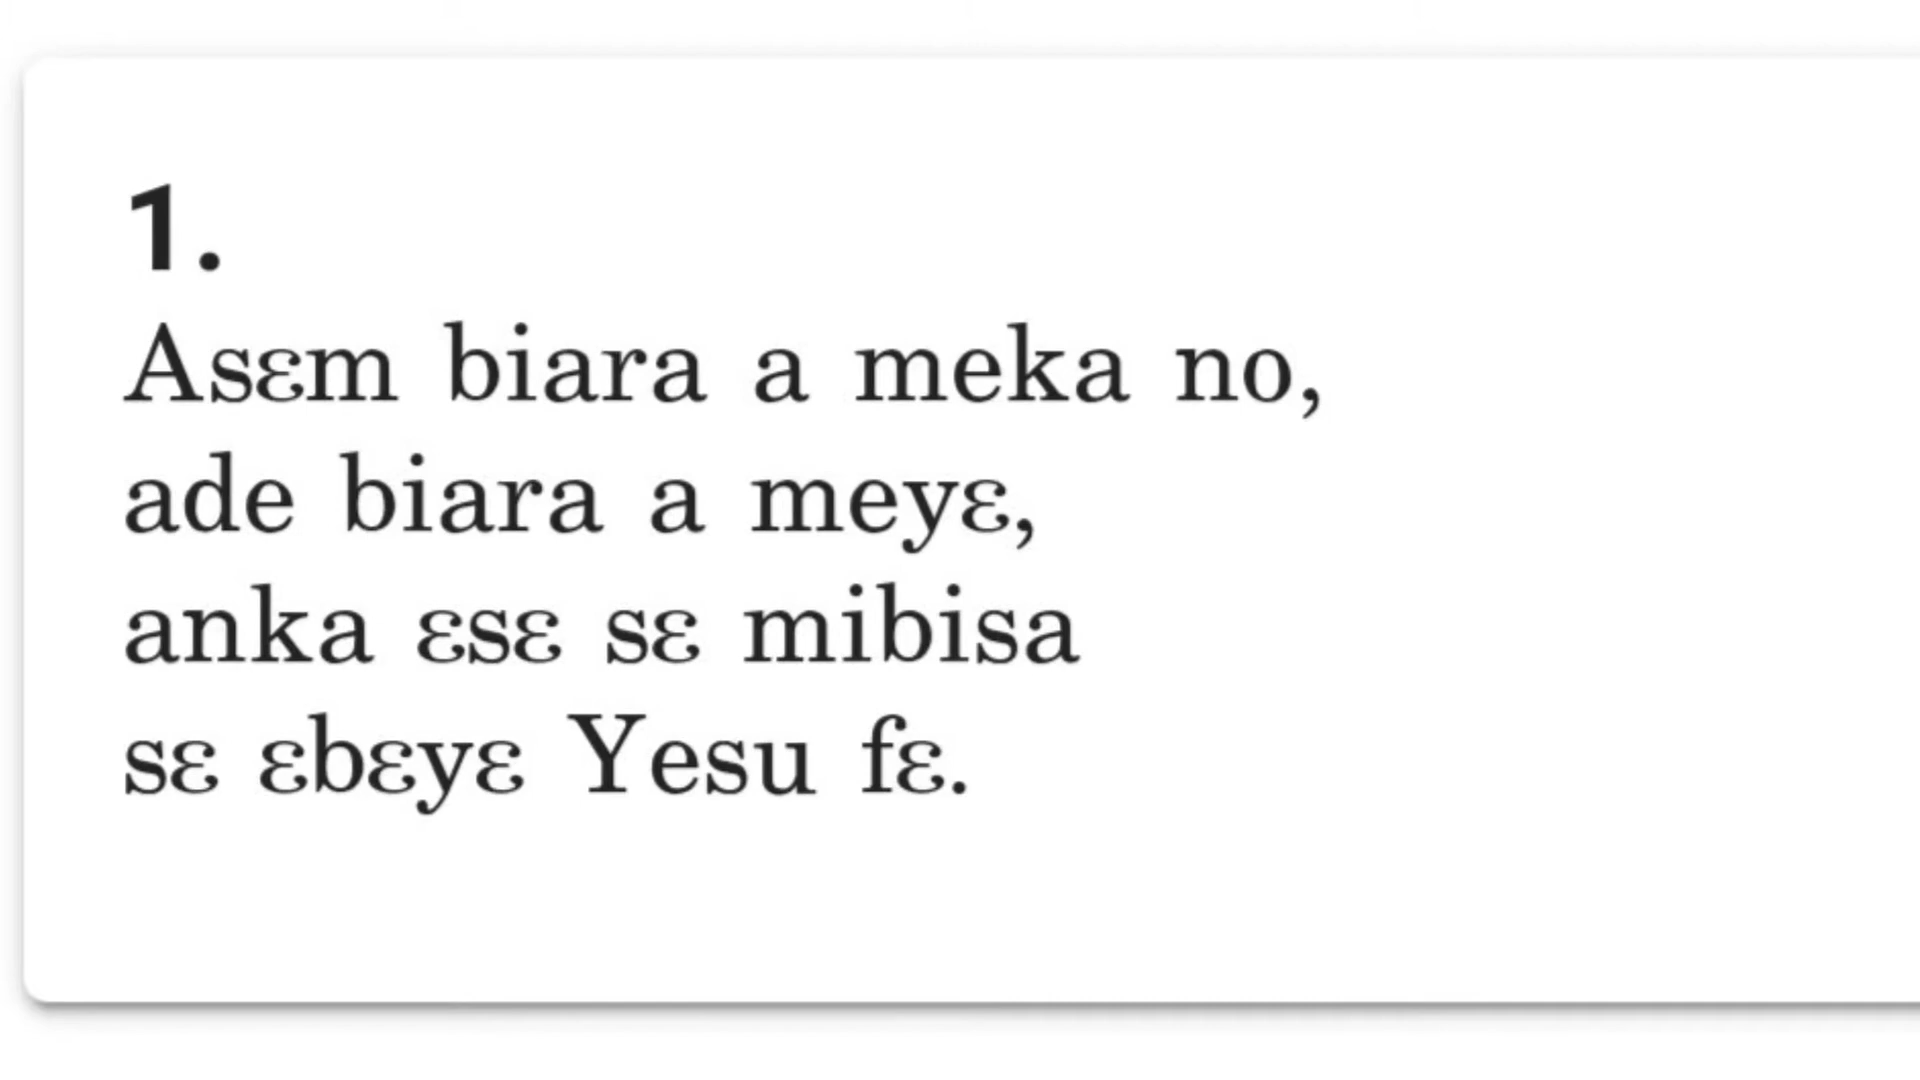 1.
Asɛm biara a meka no,
ade biara a meyɛ,
anka ɛsɛ sɛ mibisa
sɛ ɛbɛyɛ Yesu fɛ.